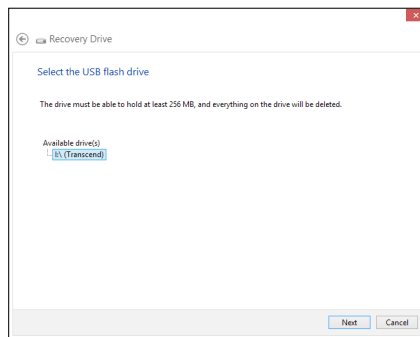 Recovery Drive
Select the USB flash drive
The drive must be able to hold at least 256 MB, and everything on the drive will be deleted.
Available drive(s)
I:\ (Transcend)
Next Cancel